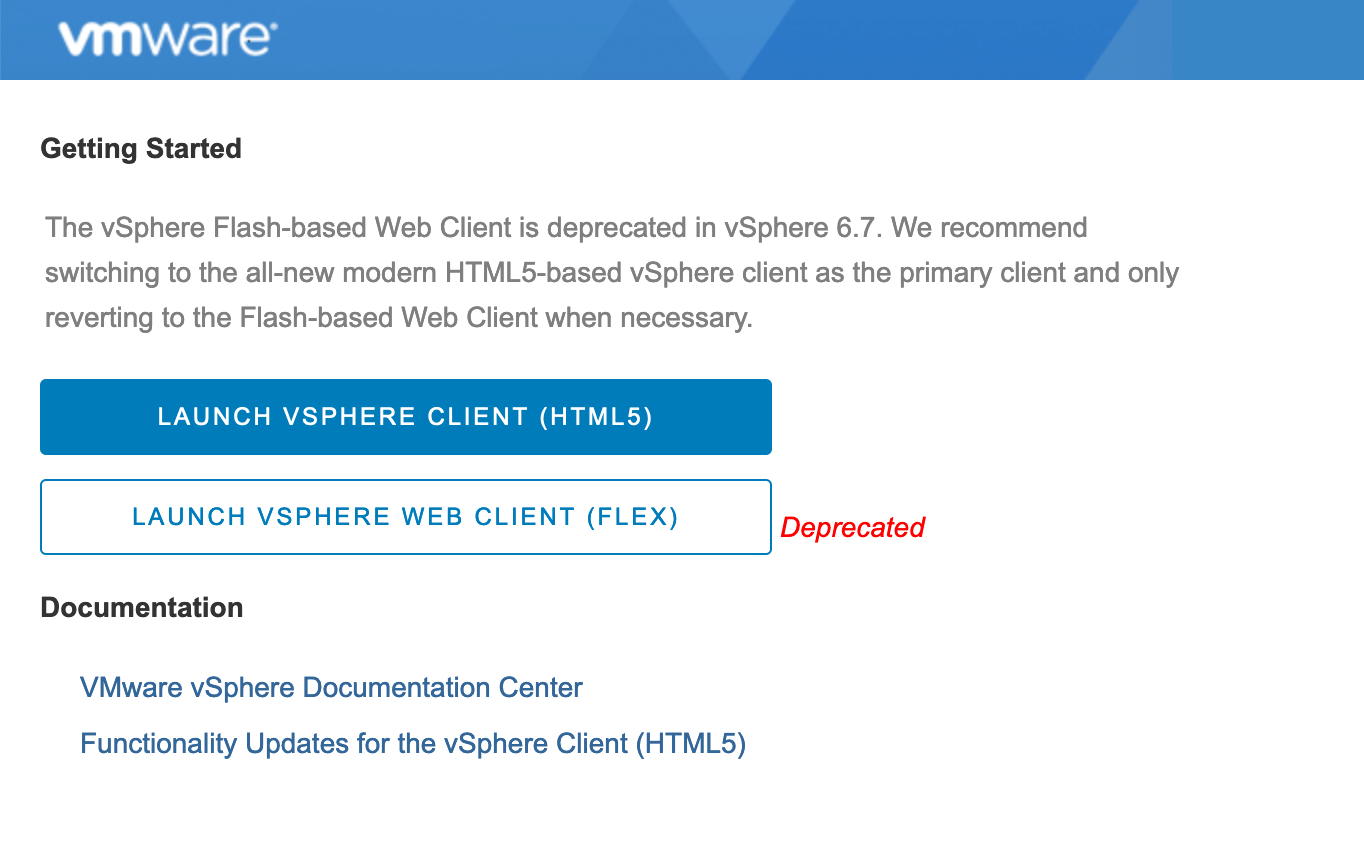 vmware®
Getting Started
The vSphere Flash-based Web Client is deprecated in vSphere 6.7. We recommend
switching to the all-new modern HTML5-based vSphere client as the primary client and only
reverting to the Flash-based Web Client when necessary.
LAUNCH VSPHERE CLIENT (HTML5)
LAUNCH VSPHERE WEB CLIENT (FLEX)
Deprecated
Documentation
VMware vSphere Documentation Center
Functionality Updates for the vSphere Client (HTML5)